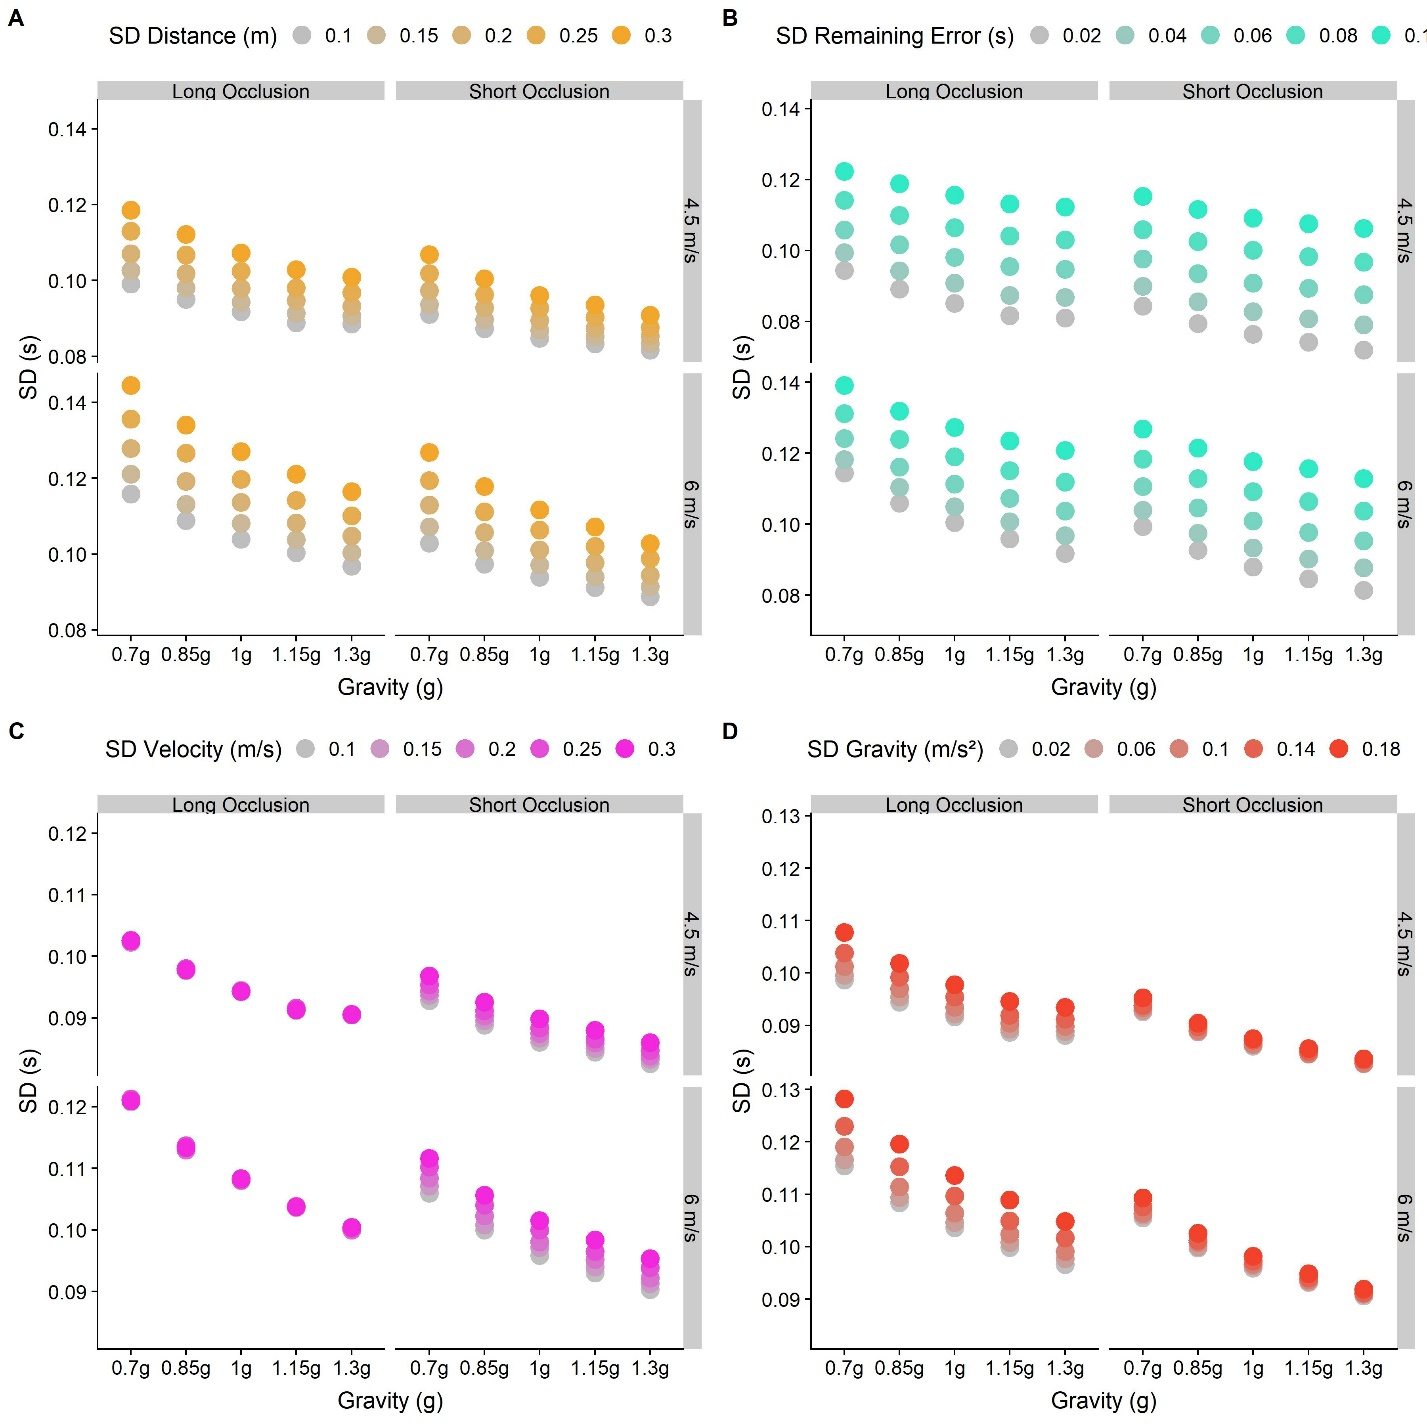 A
SD Distance (m) 0.1 0.15 0.2 0.25 0.3
Long Occlusion Short Occlusion
0.14
0.12
0.10
0.08
4.5 m/s
0.14
0.12
0.10
0.08
6 m/s
SD (s)
0.7g 0.85g 1g 1.15g 1.3g 0.7g 0.85g 1g 1.15g 1.3g
Gravity (g)
B
SD Remaining Error (s) 0.02 0.04 0.06 0.08 0.1
Long Occlusion Short Occlusion
0.14
0.12
0.10
0.08
4.5 m/s
0.14
0.12
0.10
0.08
6 m/s
SD (s)
0.7g 0.85g 1g 1.15g 1.3g 0.7g 0.85g 1g 1.15g 1.3g
Gravity (g)
C
SD Velocity (m/s) 0.1 0.15 0.2 0.25 0.3
Long Occlusion Short Occlusion
0.12
0.11
0.10
0.09
4.5 m/s
0.12
0.11
0.10
0.09
6 m/s
SD (s)
0.7g 0.85g 1g 1.15g 1.3g 0.7g 0.85g 1g 1.15g 1.3g
Gravity (g)
D
SD Gravity (m/s²) 0.02 0.06 0.1 0.14 0.18
Long Occlusion Short Occlusion
0.13
0.12
0.11
0.10
0.09
4.5 m/s
0.13
0.12
0.11
0.10
0.09
6 m/s
SD (s)
0.7g 0.85g 1g 1.15g 1.3g 0.7g 0.85g 1g 1.15g 1.3g
Gravity (g)